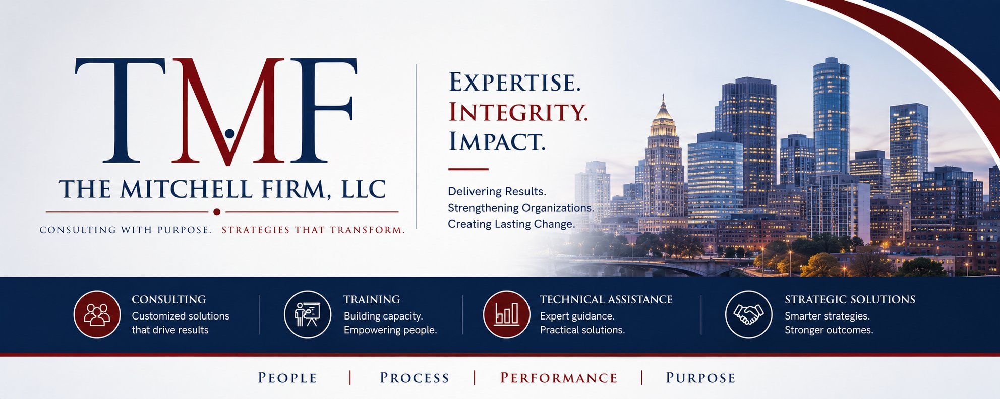 TMF
THE MITCHELL FIRM, LLC
CONSULTING WITH PURPOSE. STRATEGIES THAT TRANSFORM.
EXPERTISE.
INTEGRITY.
IMPACT.
Delivering Results.
Strengthening Organizations.
Creating Lasting Change.
CONSULTING
Customized solutions
that drive results
TRAINING
Building capacity.
Empowering people.
TECHNICAL ASSISTANCE
Expert guidance.
Practical solutions.
STRATEGIC SOLUTIONS
Smarter strategies.
Stronger outcomes.
PEOPLE | PROCESS | PERFORMANCE | PURPOSE